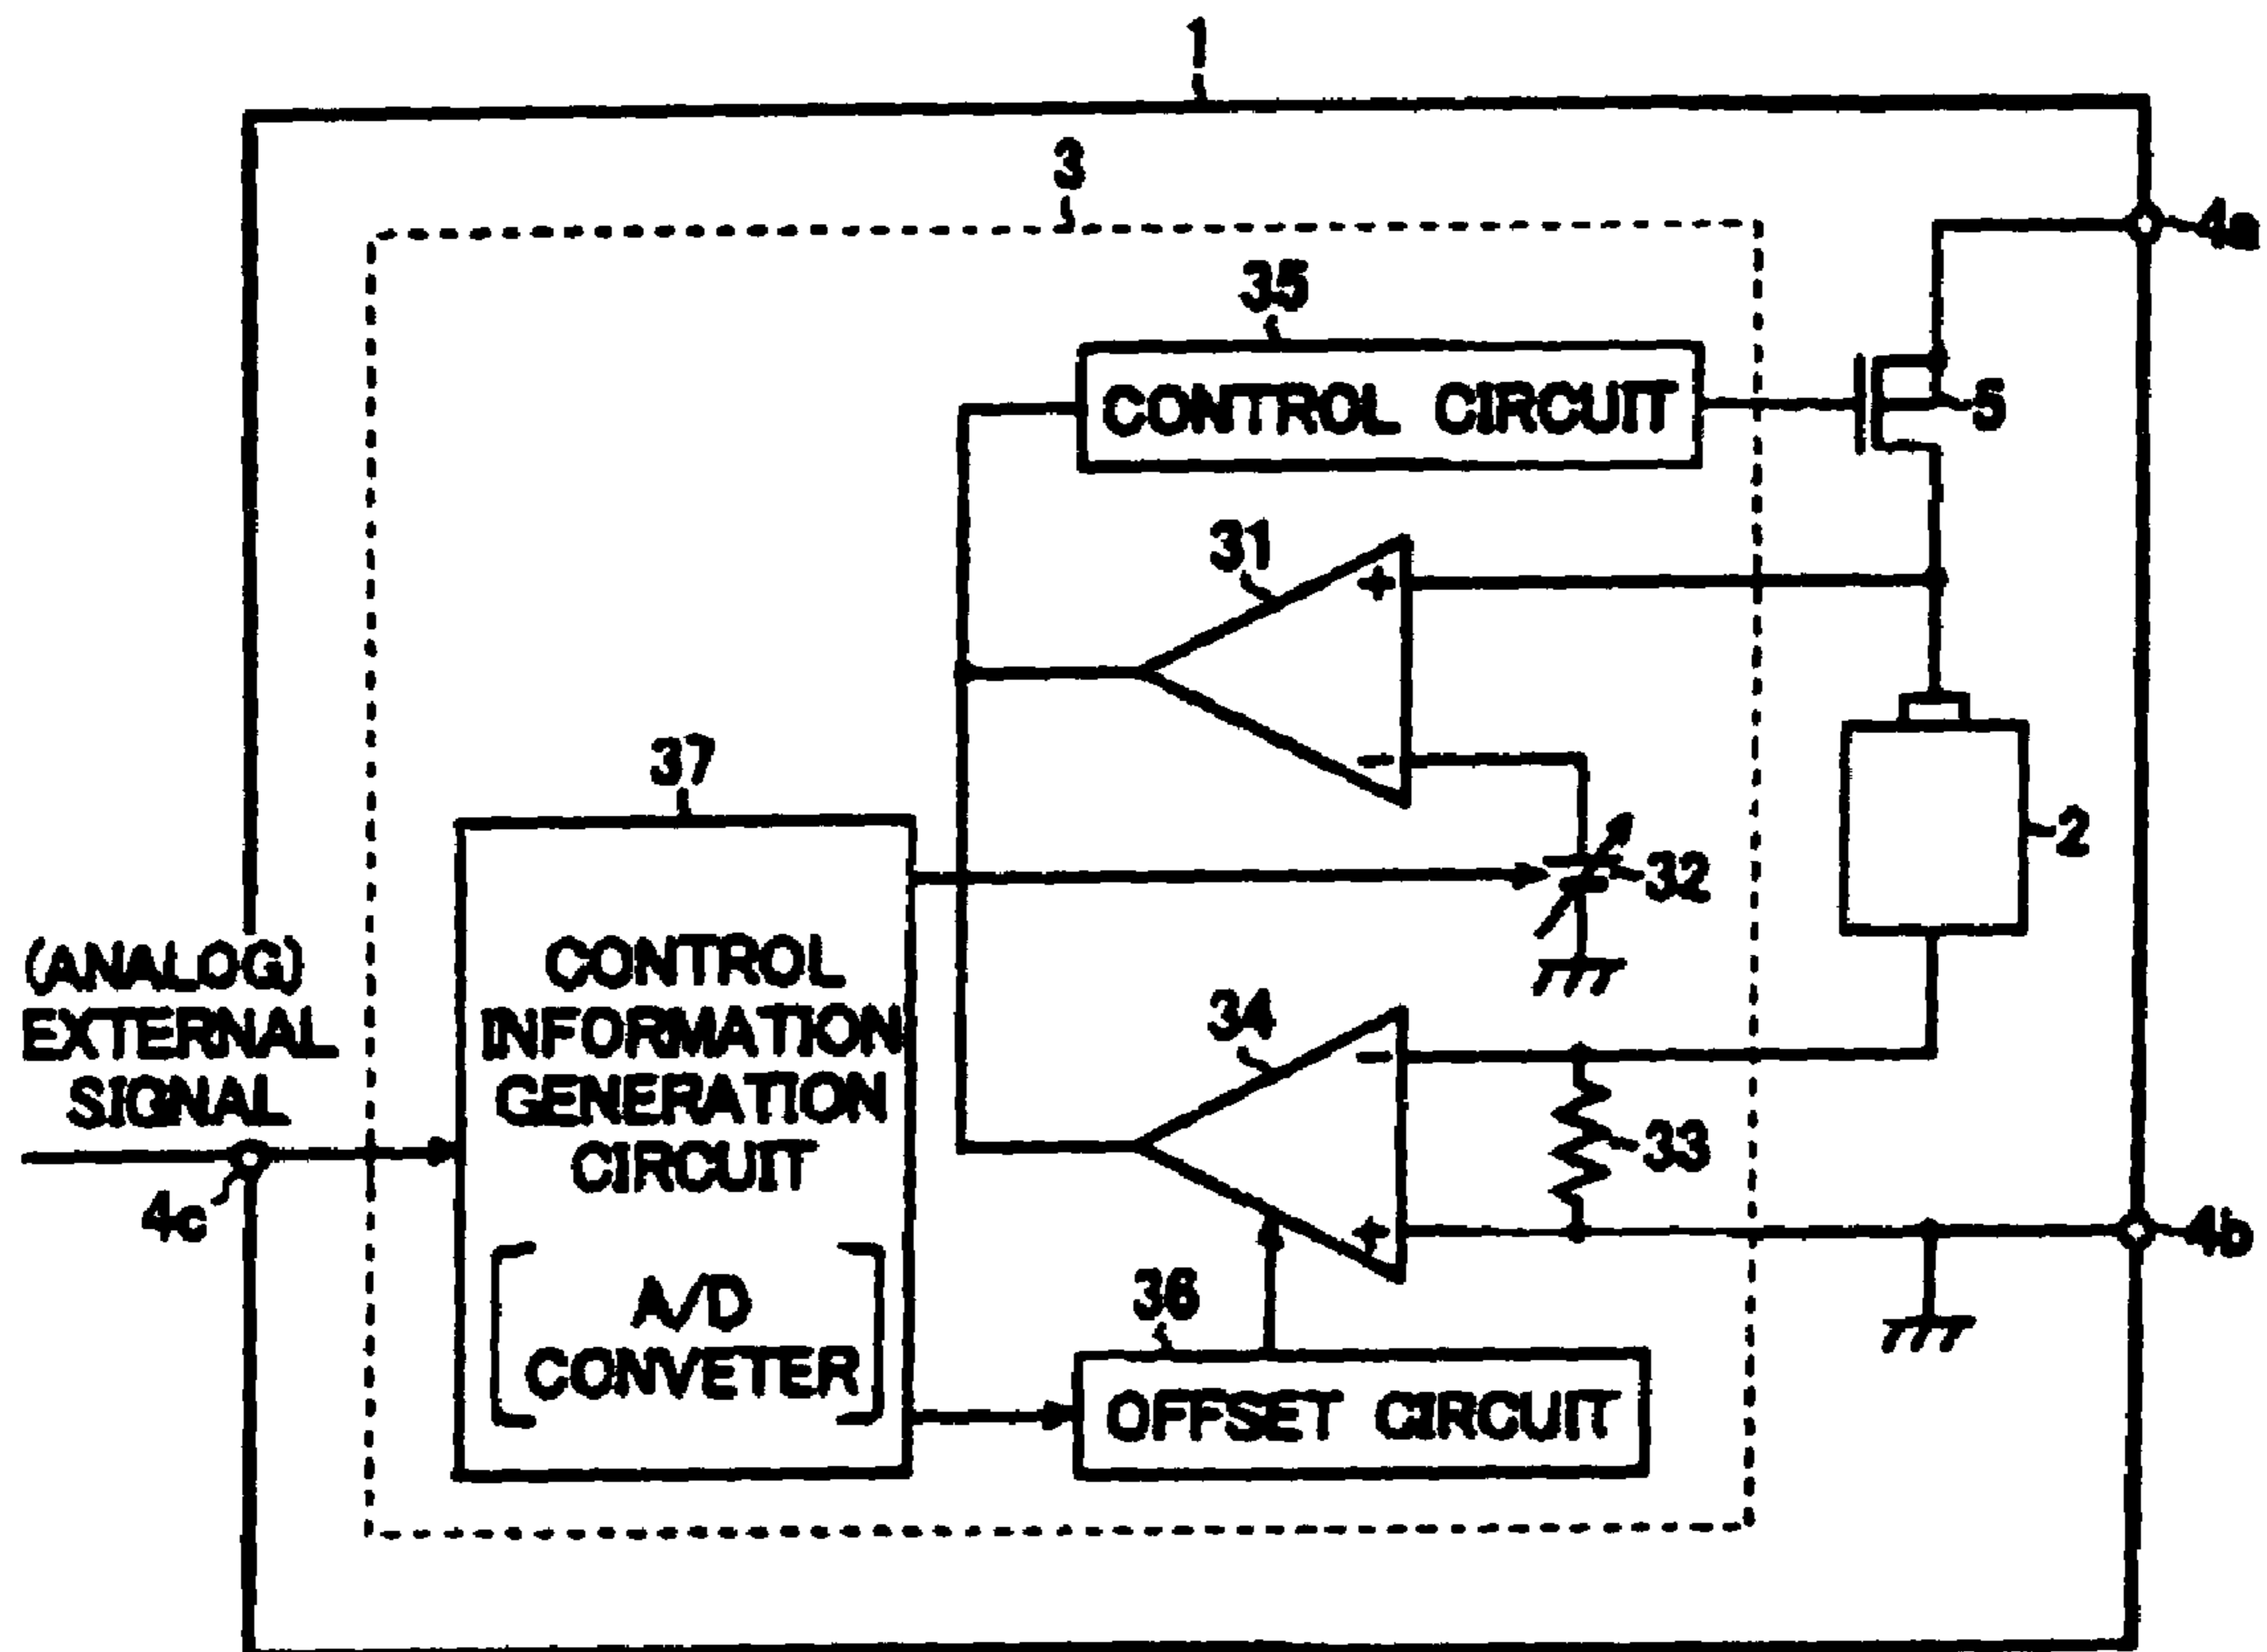 1
3
4a
35
CONTROL CIRCUIT
5
31
+
37
−
32
2
(ANALOG)
EXTERNAL
SIGNAL
CONTROL
INFORMATION
GENERATION
CIRCUIT
34
−
33
4c
+
4b
A/D
CONVETER
36
OFFSET CIRCUIT